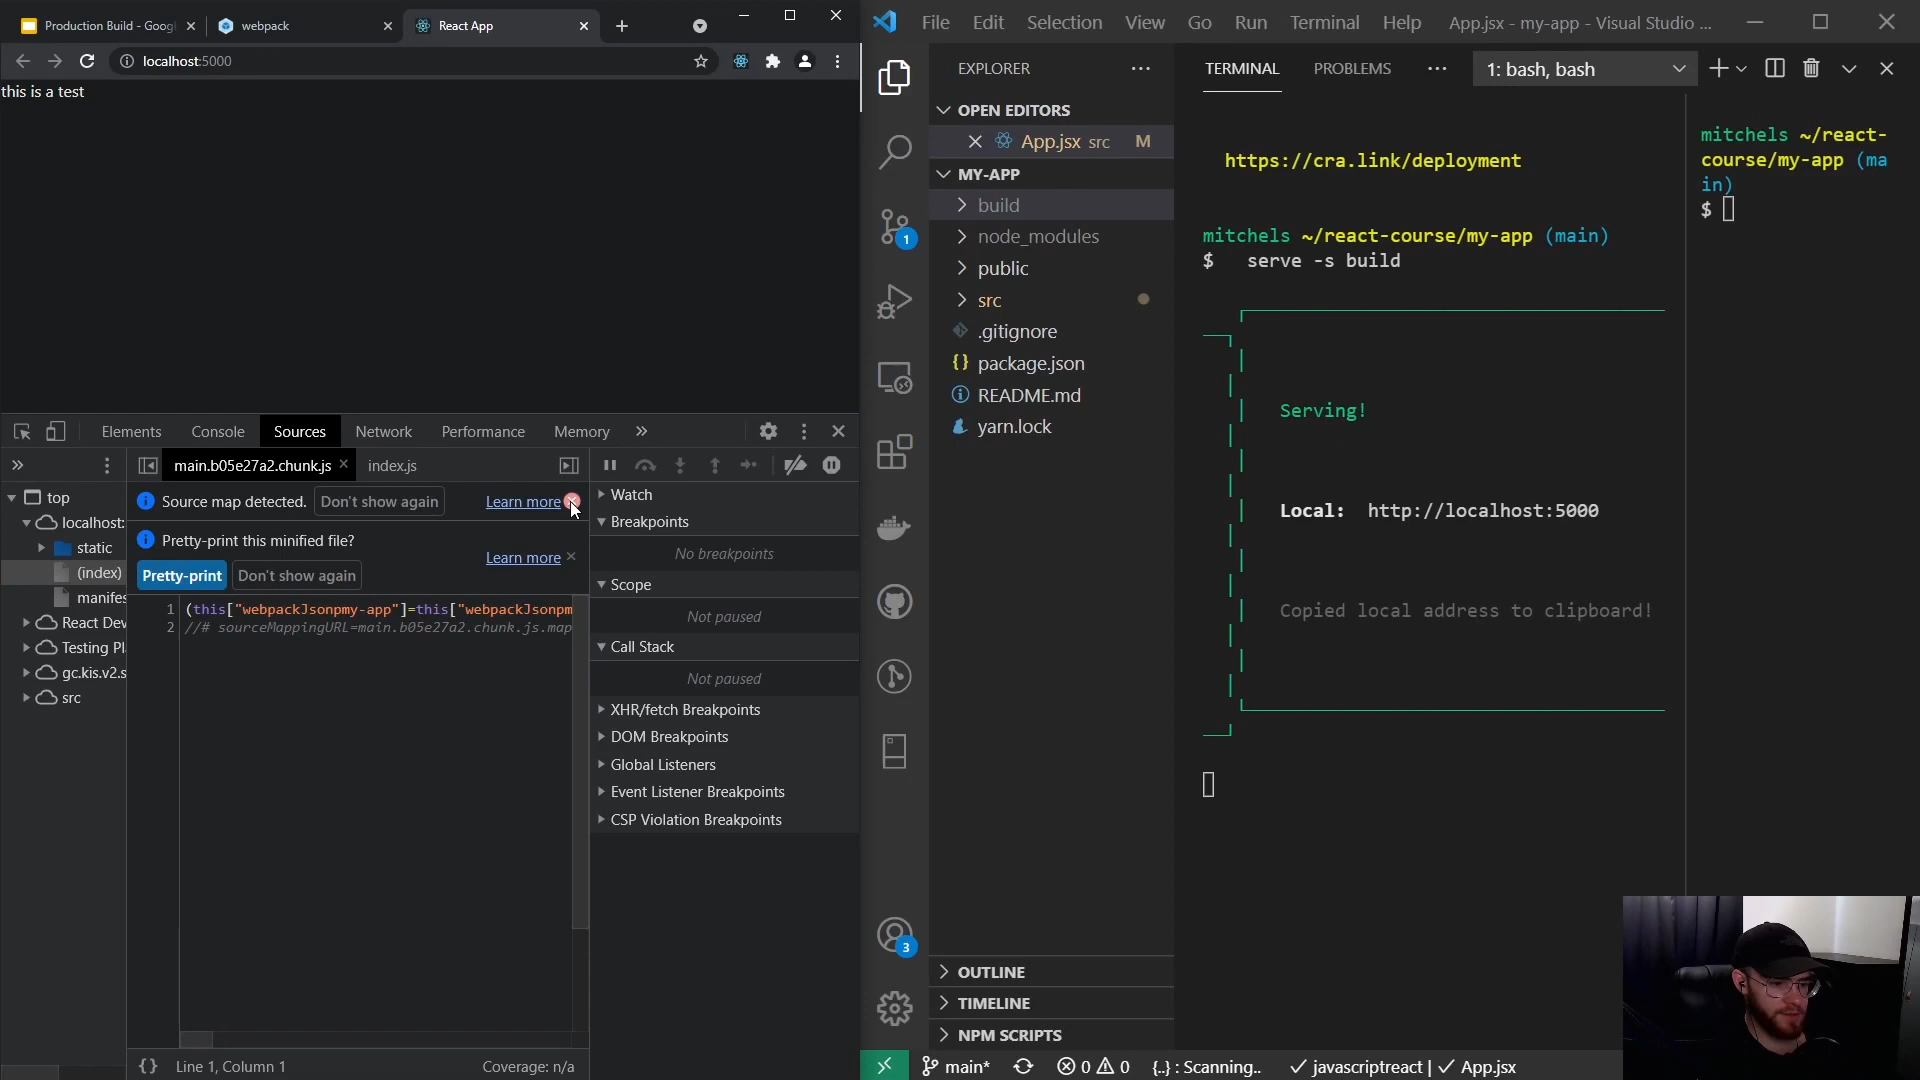 Production Build - Googl
webpack
React App
localhost:5000
this is a test
Elements
Console
Sources
Network
Performance
Memory
main.b05e27a2.chunk.js
index.js
Source map detected.
Don't show again
Learn more
Pretty-print this minified file?
Learn more
Pretty-print
Don't show again
top
localhost:
static
(index)
manifes
React Dev
Testing Pl
gc.kis.v2.s
src
1 (this["webpackJsonpmy-app"]=this["webpackJsonpm
2 //# sourceMappingURL=main.b05e27a2.chunk.js.map
{} Line 1, Column 1
Coverage: n/a
Watch
Breakpoints
No breakpoints
Scope
Not paused
Call Stack
Not paused
XHR/fetch Breakpoints
DOM Breakpoints
Global Listeners
Event Listener Breakpoints
CSP Violation Breakpoints
File Edit Selection View Go Run Terminal Help
App.jsx - my-app - Visual Studio ...
EXPLORER
OPEN EDITORS
App.jsx src M
MY-APP
build
node_modules
public
src
.gitignore
{} package.json
README.md
yarn.lock
OUTLINE
TIMELINE
NPM SCRIPTS
1
3
TERMINAL
PROBLEMS
1: bash, bash
https://cra.link/deployment
mitchels ~/react-course/my-app (main)
$ serve -s build
Serving!
Local: http://localhost:5000
Copied local address to clipboard!
mitchels ~/react-
course/my-app (ma
in)
$
main*
0
0
{..} : Scanning..
javascriptreact |
App.jsx